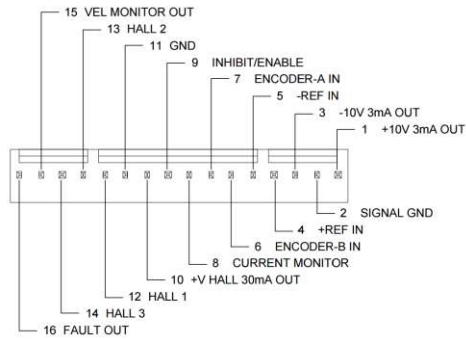 15 VEL MONITOR OUT
13 HALL 2
11 GND
9 INHIBIT/ENABLE
7 ENCODER-A IN
5 -REF IN
3 -10V 3mA OUT
1 +10V 3mA OUT
2 SIGNAL GND
4 +REF IN
6 ENCODER-B IN
8 CURRENT MONITOR
10 +V HALL 30mA OUT
12 HALL 1
14 HALL 3
16 FAULT OUT